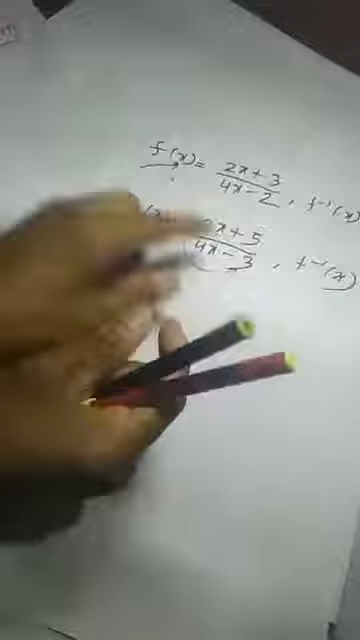 f(x) = 2x + 3 / 4x - 2 , f⁻¹(x)
x + 5 / 4x - 3 , f⁻¹(x)